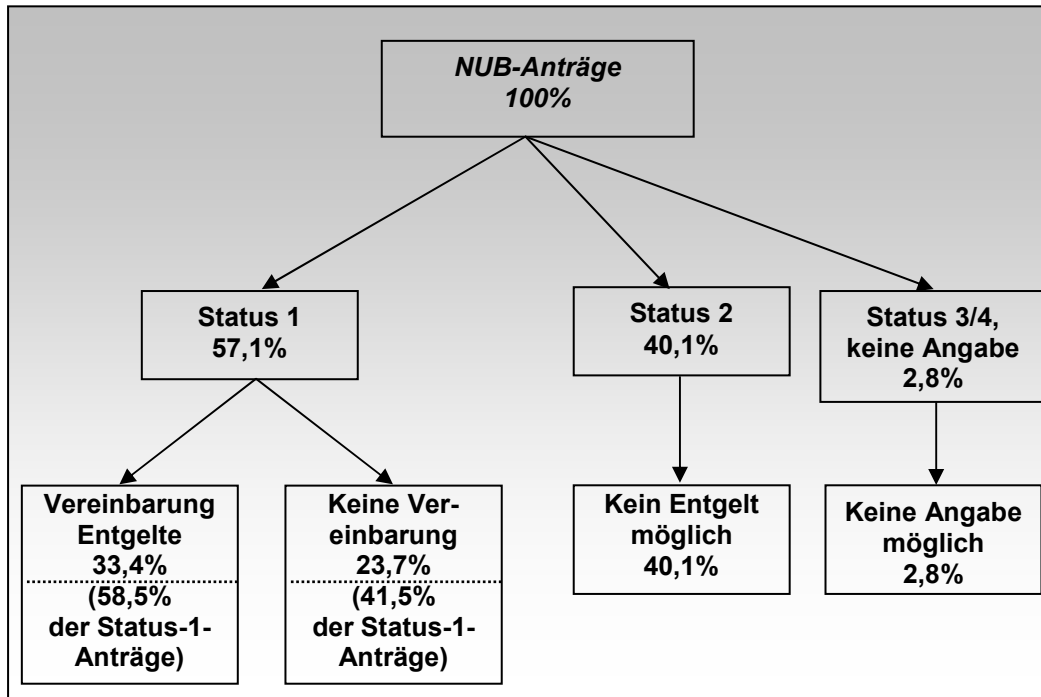 NUB-Anträge
100%
Status 1
57,1%
Status 2
40,1%
Status 3/4,
keine Angabe
2,8%
Vereinbarung
Entgelte
33,4%
(58,5%
der Status-1-
Anträge)
Keine Ver-
einbarung
23,7%
(41,5%
der Status-1-
Anträge)
Kein Entgelt
möglich
40,1%
Keine Angabe
möglich
2,8%